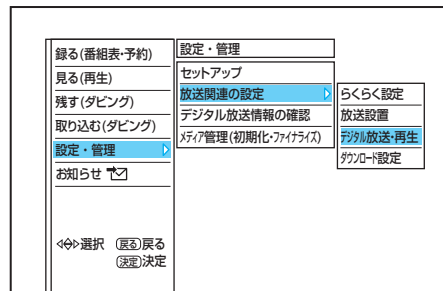 録る(番組表・予約)
見る(再生)
残す(ダビング)
取り込む(ダビング)
設定・管理
お知らせ
選択 戻る戻る
決定決定
設定・管理
セットアップ
放送関連の設定
デジタル放送情報の確認
メディア管理(初期化・ファイナライズ)
らくらく設定
放送設置
デジタル放送・再生
ダウンロード設定